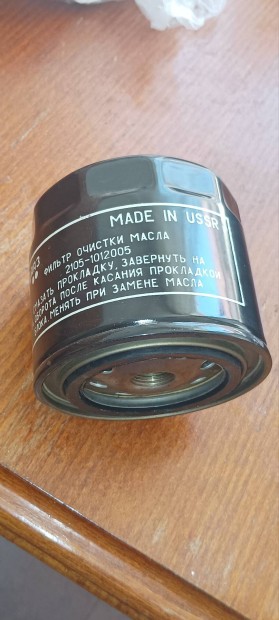 MADE IN USSR
ФИЛЬТР ОЧИСТКИ МАСЛА
2105-1012005
ПРОКЛАДКУ, ЗАВЕРНУТЬ НА
ОБОРОТА ПОСЛЕ КАСАНИЯ ПРОКЛАДКОЙ
МЕНЯТЬ ПРИ ЗАМЕНЕ МАСЛА